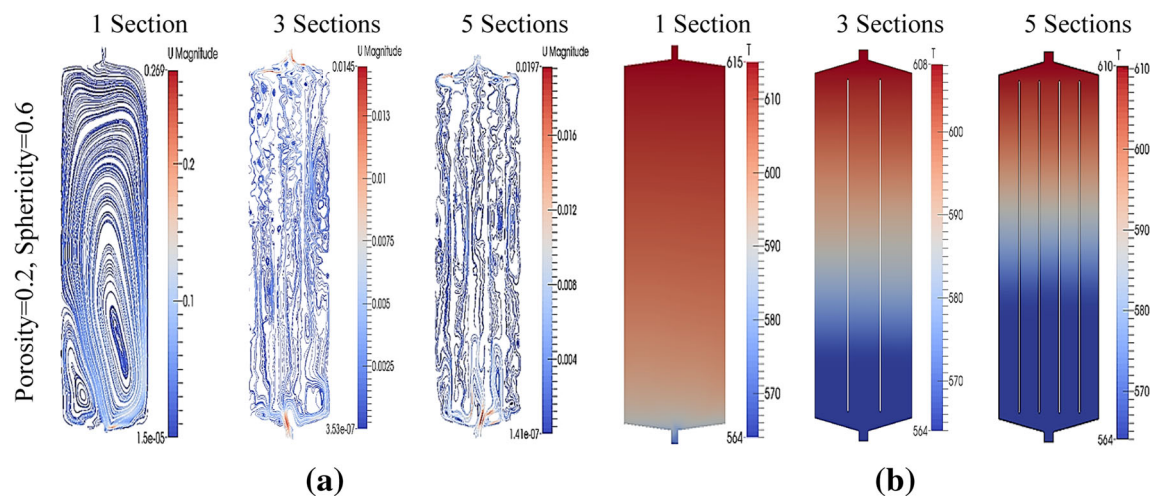 1 Section 3 Sections 5 Sections 1 Section 3 Sections 5 Sections
Porosity=0.2, Sphericity=0.6
U Magnitude
0.269
0.2
0.1
1.5e-05
U Magnitude
0.0145
0.013
0.01
0.0075
0.005
0.0025
3.53e-07
U Magnitude
0.0197
0.016
0.012
0.008
0.004
1.41e-07
T
615
610
600
590
580
570
564
T
608
600
590
580
570
564
T
610 610
600
590
580
570
564
(a) (b)